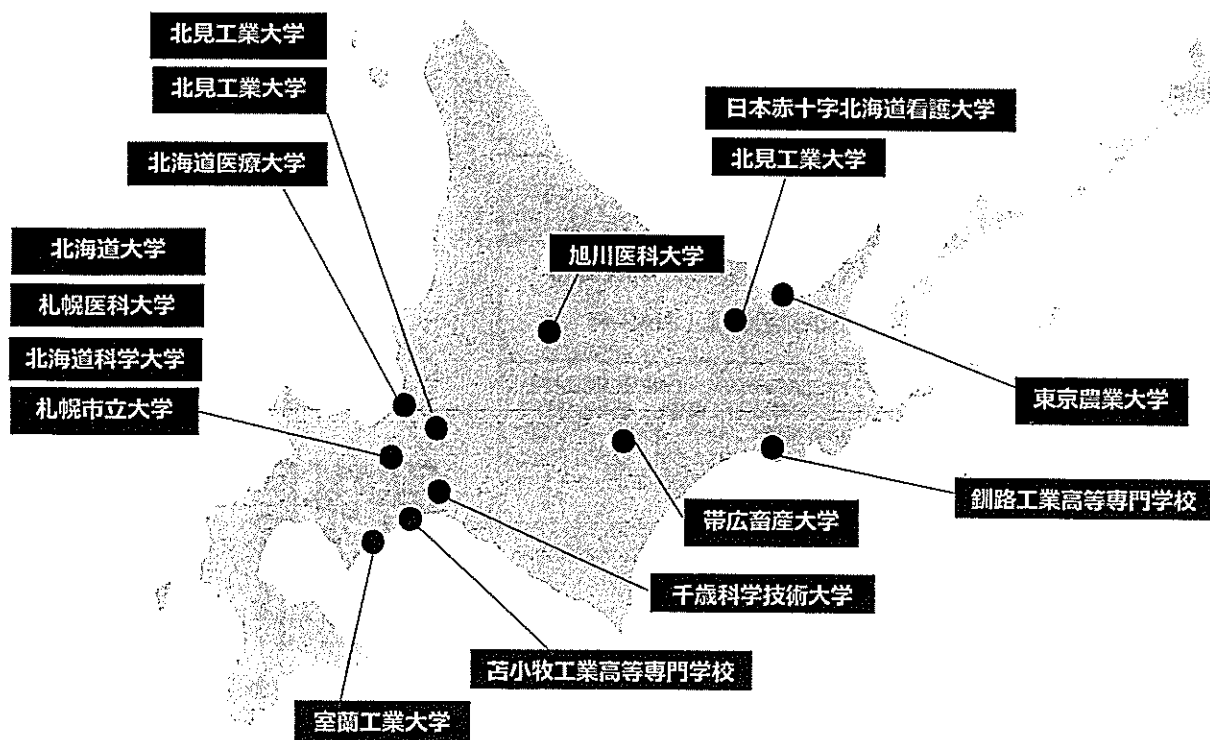 北見工業大学
北見工業大学
北海道医療大学
北海道大学
札幌医科大学
北海道科学大学
札幌市立大学
日本赤十字北海道看護大学
北見工業大学
旭川医科大学
東京農業大学
釧路工業高等専門学校
帯広畜産大学
千歳科学技術大学
苫小牧工業高等専門学校
室蘭工業大学